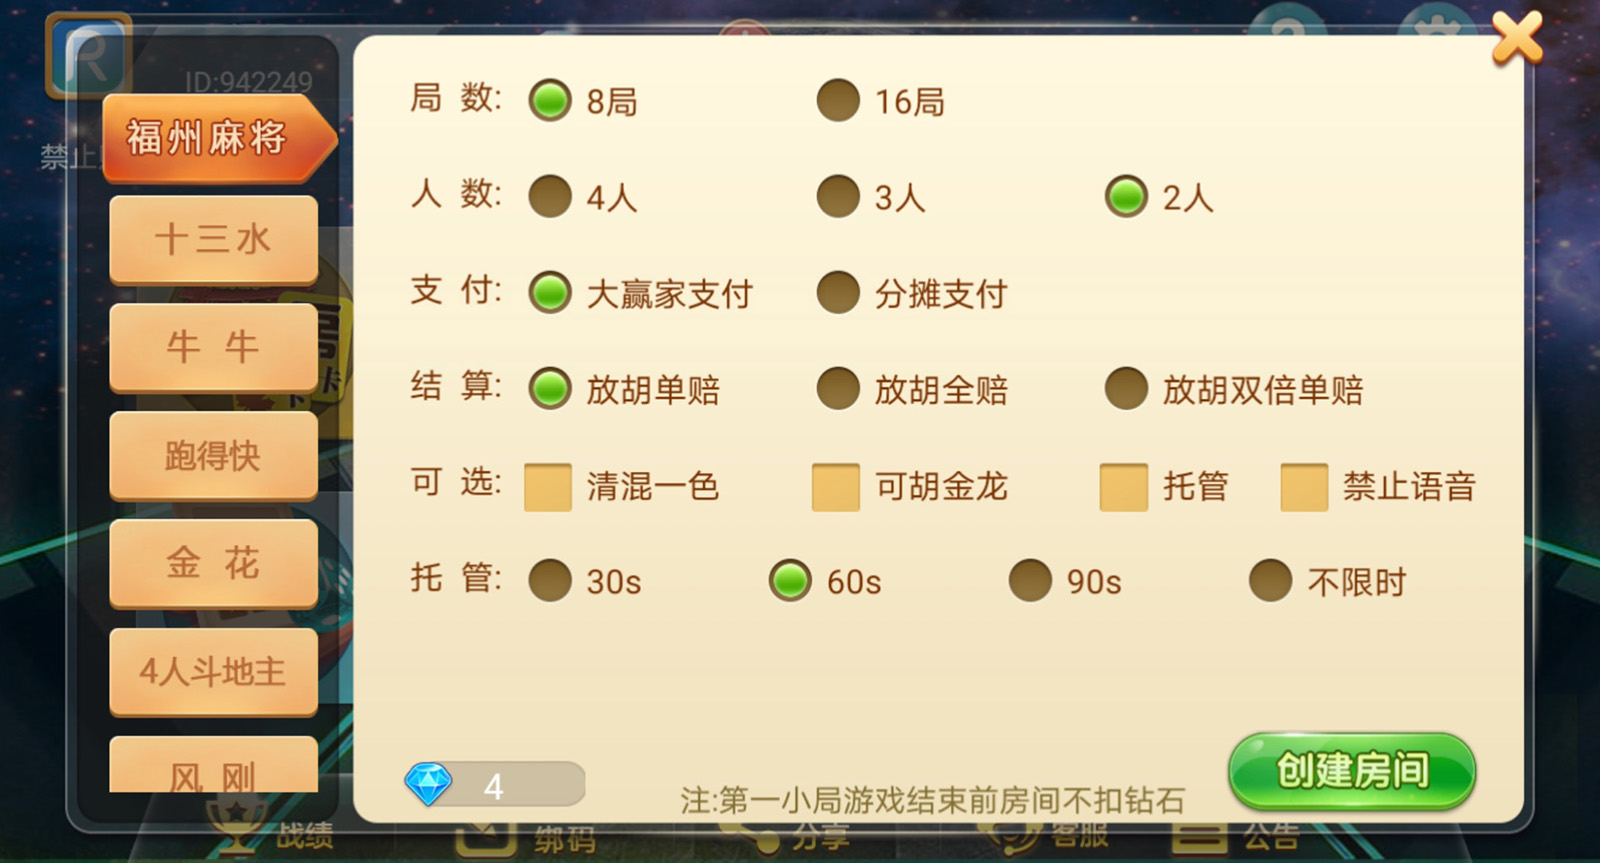 ID:942249
禁止
福州麻将
十三水
牛 牛
跑得快
金 花
4人斗地主
风 刚
局 数: 8局 16局
人 数: 4人 3人 2人
支 付: 大赢家支付 分摊支付
结 算: 放胡单赔 放胡全赔 放胡双倍单赔
可 选: 清混一色 可胡金龙 托管 禁止语音
托 管: 30s 60s 90s 不限时
4
注:第一小局游戏结束前房间不扣钻石
创建房间
战绩 绑码 分享 客服 公告